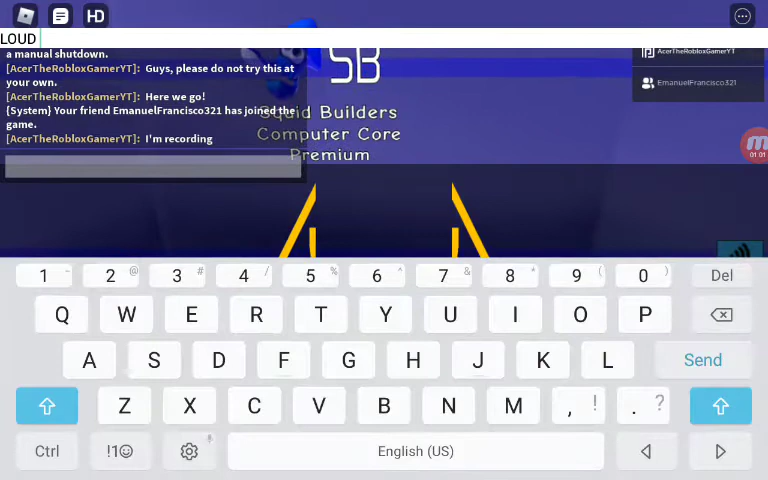 HD
LOUD
a manual shutdown.
[AcerTheRobloxGamerYT]: Guys, please do not try this at
your own.
[AcerTheRobloxGamerYT]: Here we go!
{System} Your friend EmanuelFrancisco321 has joined the
game.
[AcerTheRobloxGamerYT]: I'm recording
SB
Squid Builders
Computer Core
Premium
AcerTheRobloxGamerYT
EmanuelFrancisco321
01:01
1 - 2 @ 3 # 4 / 5 % 6 ^ 7 & 8 * 9 ( 0 ) Del
Q W E R T Y U I O P
A S D F G H J K L Send
Z X C V B N M , ! . ?
Ctrl !1☺ English (US)